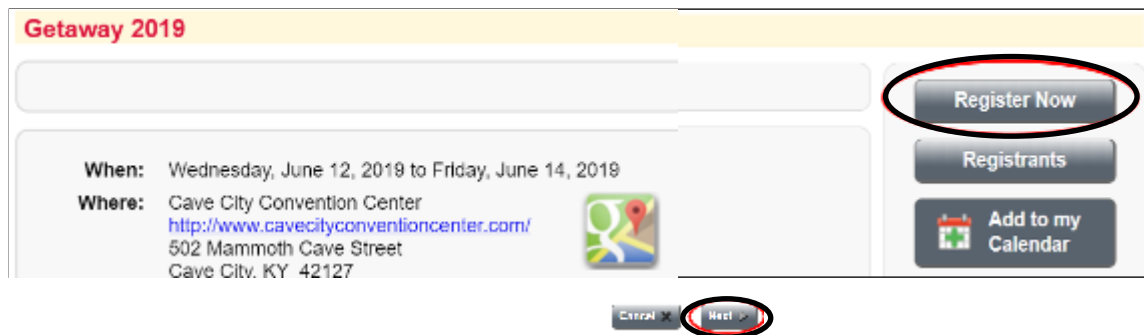 Getaway 2019
Register Now
When: Wednesday, June 12, 2019 to Friday, June 14, 2019
Registrants
Where: Cave City Convention Center
http://www.cavecityconventioncenter.com/
502 Mammoth Cave Street
Cave City, KY 42127
Add to my
Calendar
Cancel
Next